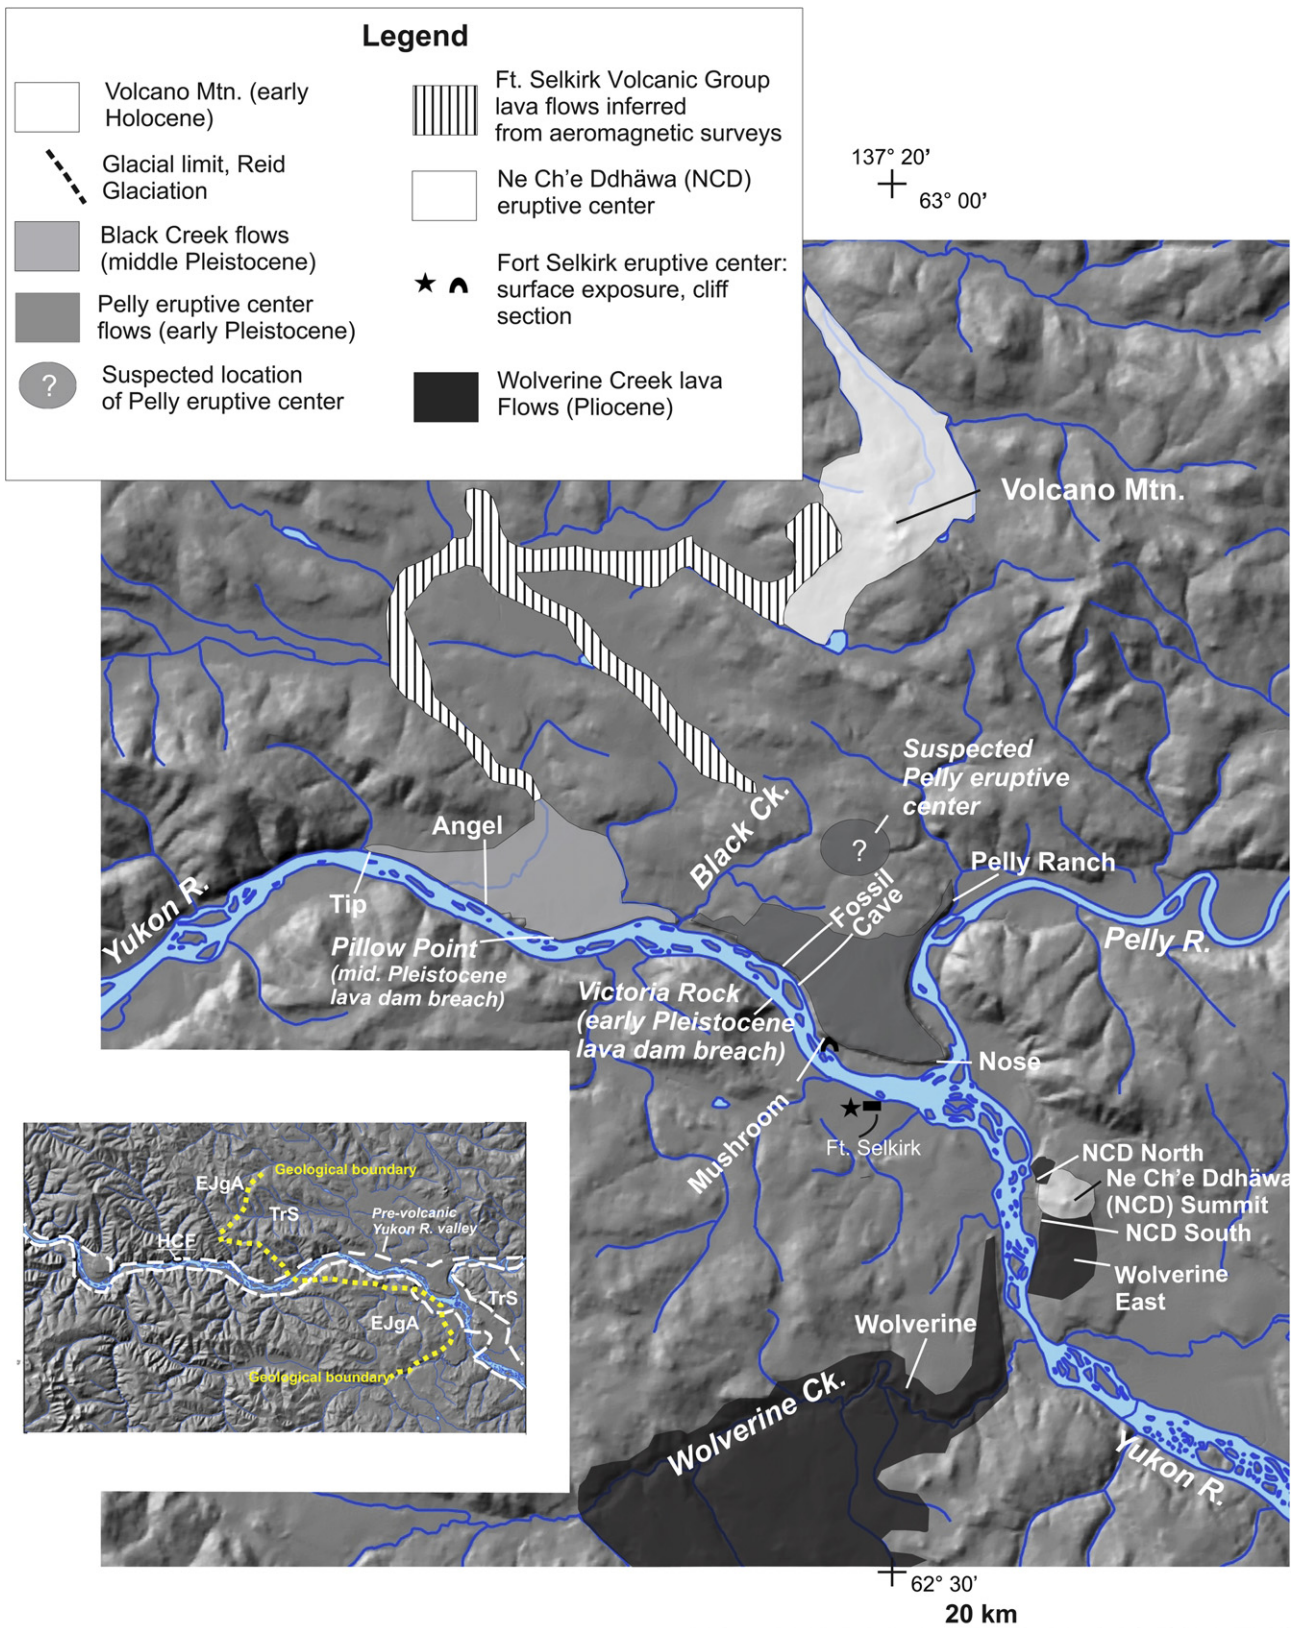 Legend
Volcano Mtn. (early
Holocene)
Glacial limit, Reid
Glaciation
Black Creek flows
(middle Pleistocene)
Pelly eruptive center
flows (early Pleistocene)
?
Suspected location
of Pelly eruptive center
Ft. Selkirk Volcanic Group
lava flows inferred
from aeromagnetic surveys
Ne Ch'e Ddhäwa (NCD)
eruptive center
Fort Selkirk eruptive center:
surface exposure, cliff
section
Wolverine Creek lava
Flows (Pliocene)
137° 20'
63° 00'
Volcano Mtn.
Suspected
Pelly eruptive
center
?
Black Ck.
Angel
Pelly Ranch
Fossil
Cave
Tip
Yukon R.
Pelly R.
Pillow Point
(mid. Pleistocene
lava dam breach)
Victoria Rock
(early Pleistocene
lava dam breach)
Nose
Mushroom
Ft. Selkirk
NCD North
Ne Ch'e Ddhäwa
(NCD) Summit
NCD South
Wolverine
East
Wolverine
Wolverine Ck.
Yukon R.
Geological boundary
EJgA
TrS
Pre-volcanic
Yukon R. valley
HCF
TrS
EJgA
Geological boundary
62° 30'
20 km